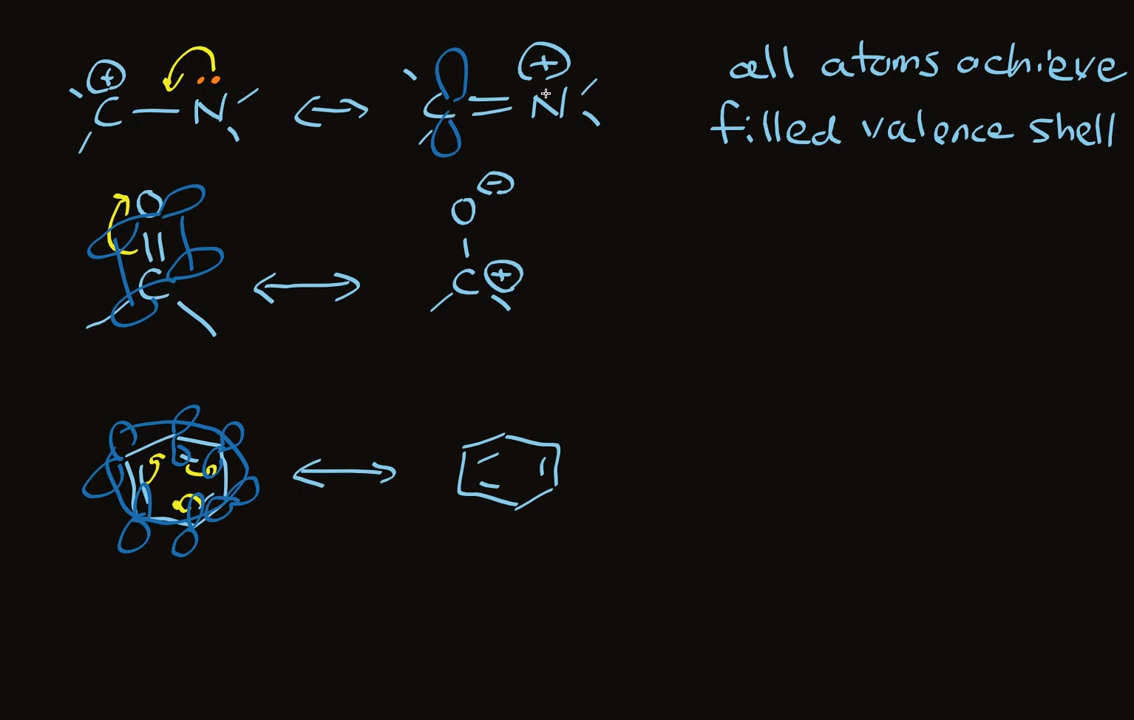 ⊕ ⊕
C — N ⟷ C = N
all atoms achieve
filled valence shell
O O ⊖
C ⟷ C ⊕
⟷